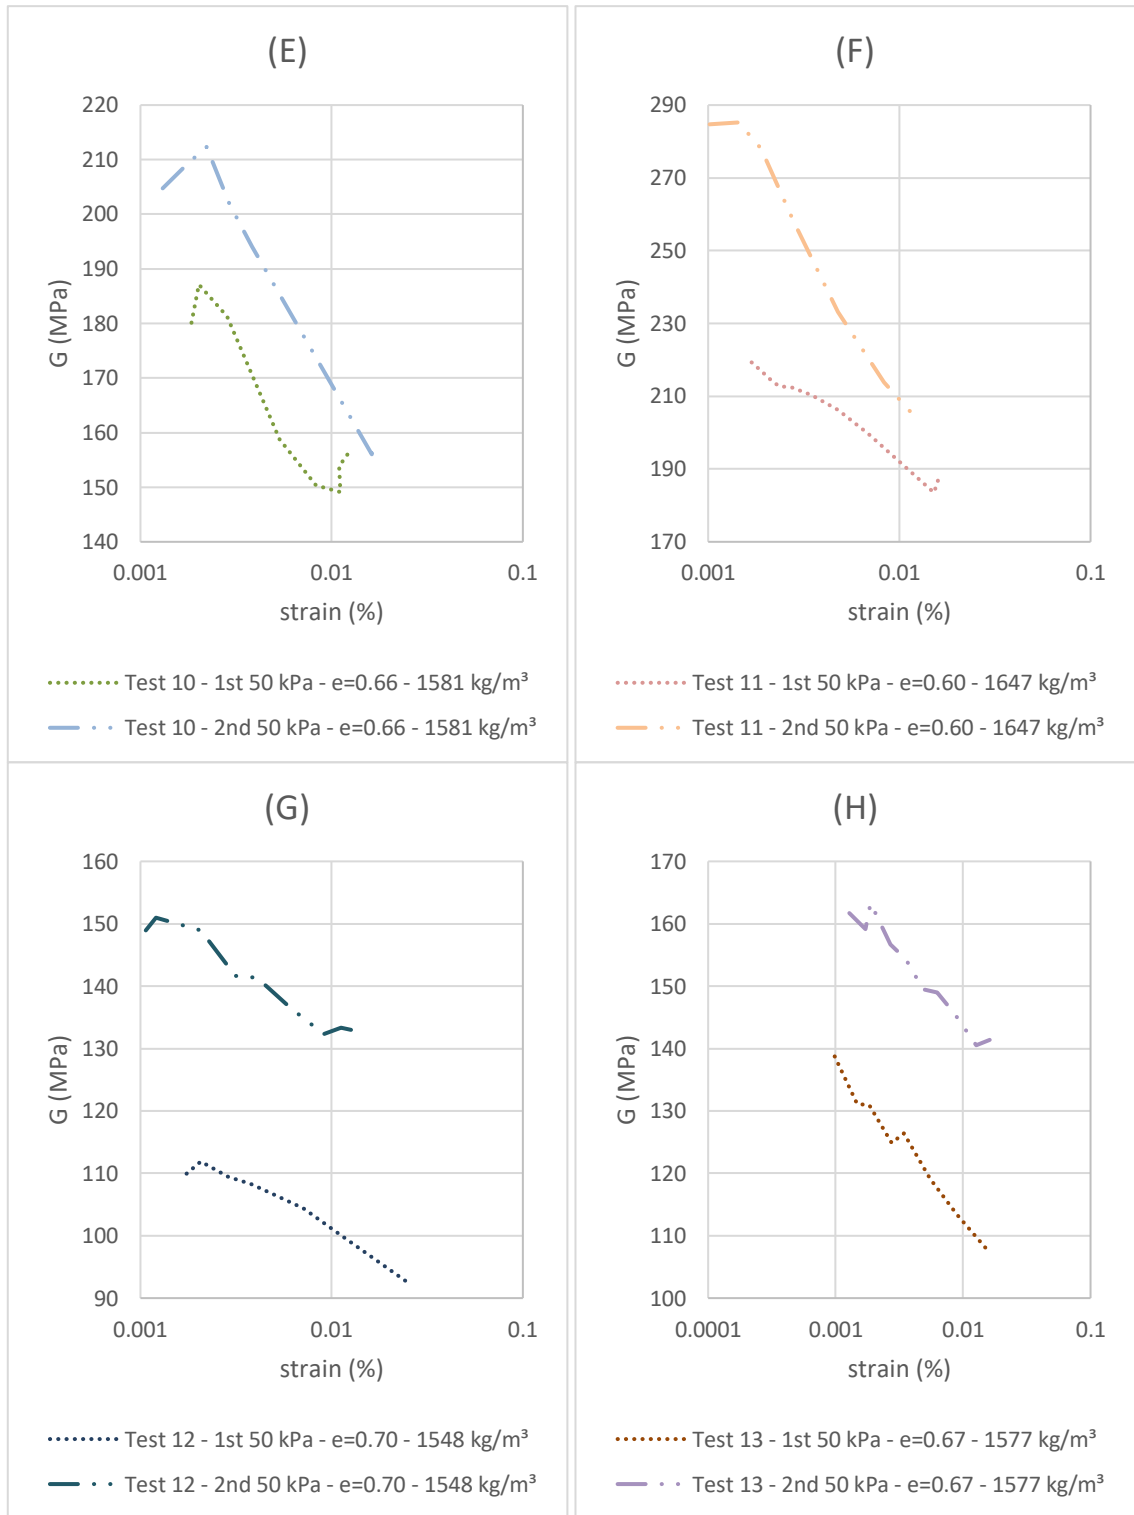 (E)
220
210
200
190
180
170
160
150
140
G (MPa)
0.001 0.01 0.1
strain (%)
Test 10 - 1st 50 kPa - e=0.66 - 1581 kg/m³
Test 10 - 2nd 50 kPa - e=0.66 - 1581 kg/m³
(F)
290
270
250
230
210
190
170
G (MPa)
0.001 0.01 0.1
strain (%)
Test 11 - 1st 50 kPa - e=0.60 - 1647 kg/m³
Test 11 - 2nd 50 kPa - e=0.60 - 1647 kg/m³
(G)
160
150
140
130
120
110
100
90
G (MPa)
0.001 0.01 0.1
strain (%)
Test 12 - 1st 50 kPa - e=0.70 - 1548 kg/m³
Test 12 - 2nd 50 kPa - e=0.70 - 1548 kg/m³
(H)
170
160
150
140
130
120
110
100
G (MPa)
0.0001 0.001 0.01 0.1
strain (%)
Test 13 - 1st 50 kPa - e=0.67 - 1577 kg/m³
Test 13 - 2nd 50 kPa - e=0.67 - 1577 kg/m³